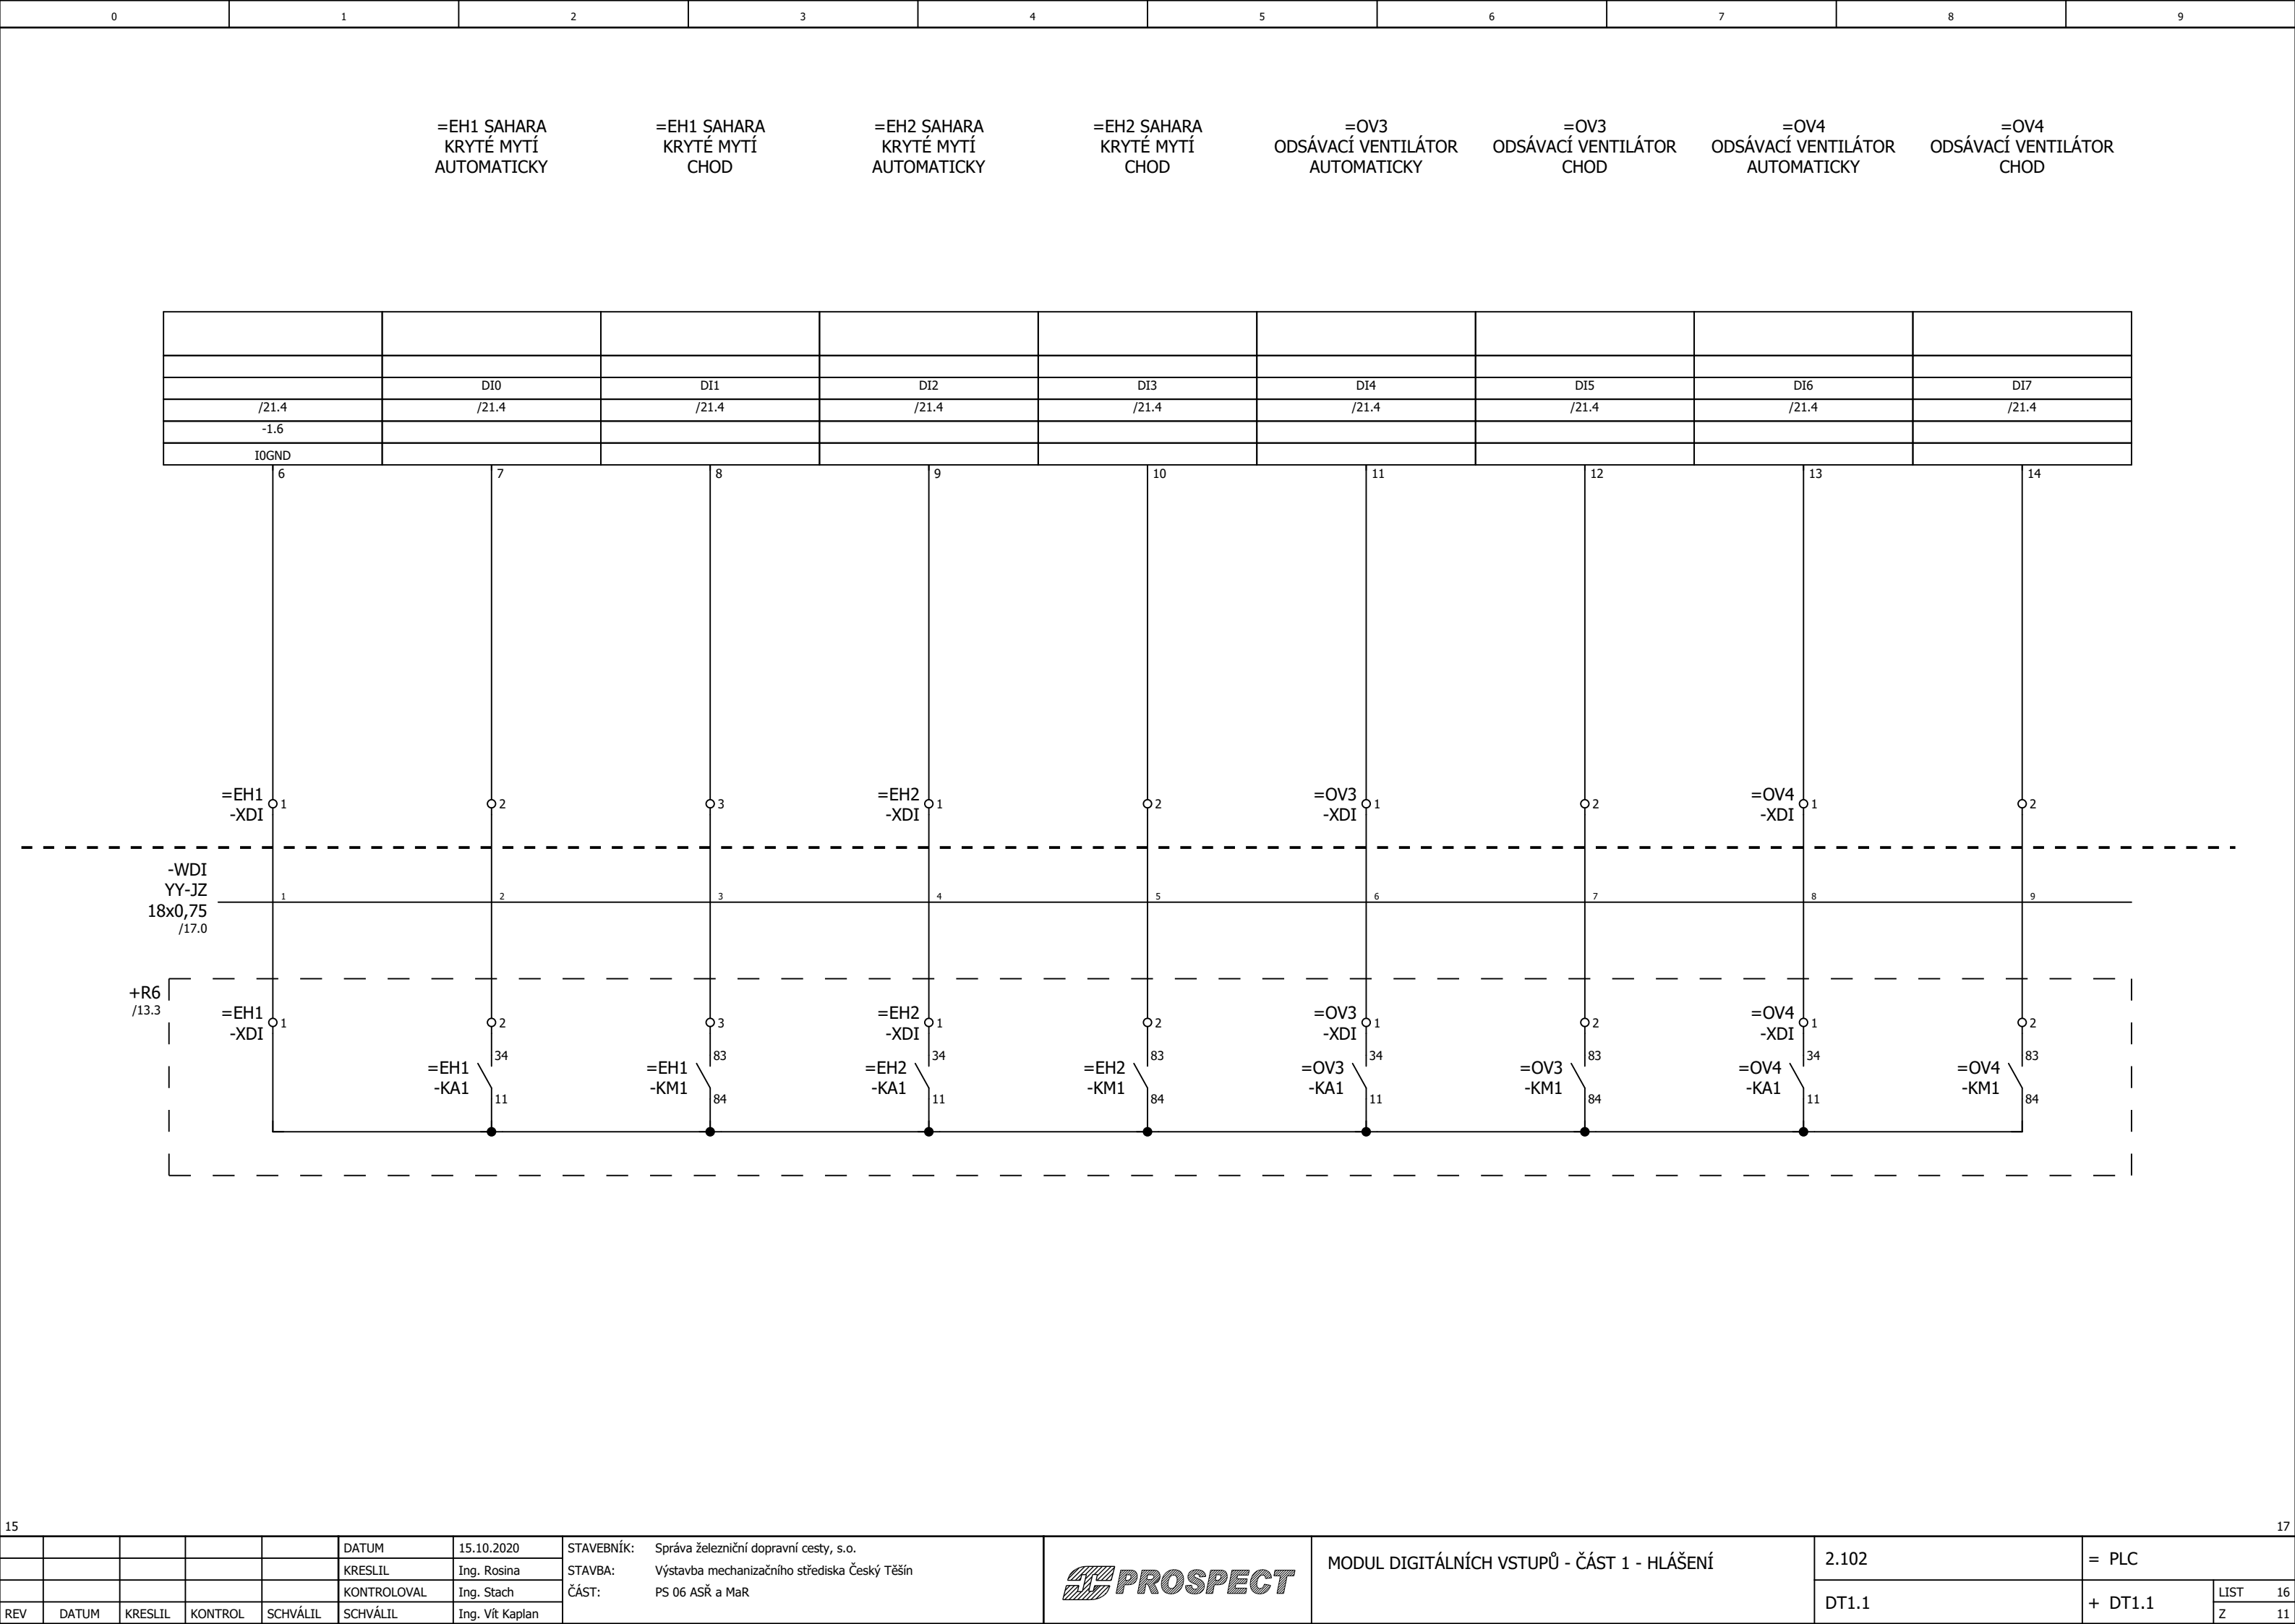 0 1 2 3 4 5 6 7 8 9
=EH1 SAHARA =EH1 SAHARA =EH2 SAHARA =EH2 SAHARA =OV3 =OV3 =OV4 =OV4
KRYTÉ MYTÍ KRYTÉ MYTÍ KRYTÉ MYTÍ KRYTÉ MYTÍ ODSÁVACÍ VENTILÁTOR ODSÁVACÍ VENTILÁTOR ODSÁVACÍ VENTILÁTOR ODSÁVACÍ VENTILÁTOR
AUTOMATICKY CHOD AUTOMATICKY CHOD AUTOMATICKY CHOD AUTOMATICKY CHOD
DI0 DI1 DI2 DI3 DI4 DI5 DI6 DI7
/21.4 /21.4 /21.4 /21.4 /21.4 /21.4 /21.4 /21.4 /21.4
-1.6
I0GND
6 7 8 9 10 11 12 13 14
=EH1 =EH2 =OV3 =OV4
1 2 3 1 2 1 2 1 2
-XDI -XDI -XDI -XDI
-WDI
YY-JZ
1 2 3 4 5 6 7 8 9
18x0,75
/17.0
+R6
/13.3
=EH1 =EH2 =OV3 =OV4
1 2 3 1 2 1 2 1 2
-XDI -XDI -XDI -XDI
34 83 34 83 34 83 34 83
=EH1 =EH1 =EH2 =EH2 =OV3 =OV3 =OV4 =OV4
-KA1 -KM1 -KA1 -KM1 -KA1 -KM1 -KA1 -KM1
11 84 11 84 11 84 11 84
15 17
DATUM 15.10.2020 STAVEBNÍK: Správa železniční dopravní cesty, s.o.
KRESLIL Ing. Rosina STAVBA: Výstavba mechanizačního střediska Český Těšín
KONTROLOVAL Ing. Stach ČÁST: PS 06 ASŘ a MaR
REV DATUM KRESLIL KONTROL SCHVÁLIL SCHVÁLIL Ing. Vít Kaplan
PROSPECT
MODUL DIGITÁLNÍCH VSTUPŮ - ČÁST 1 - HLÁŠENÍ
2.102 = PLC
DT1.1 + DT1.1
LIST 16
Z 11